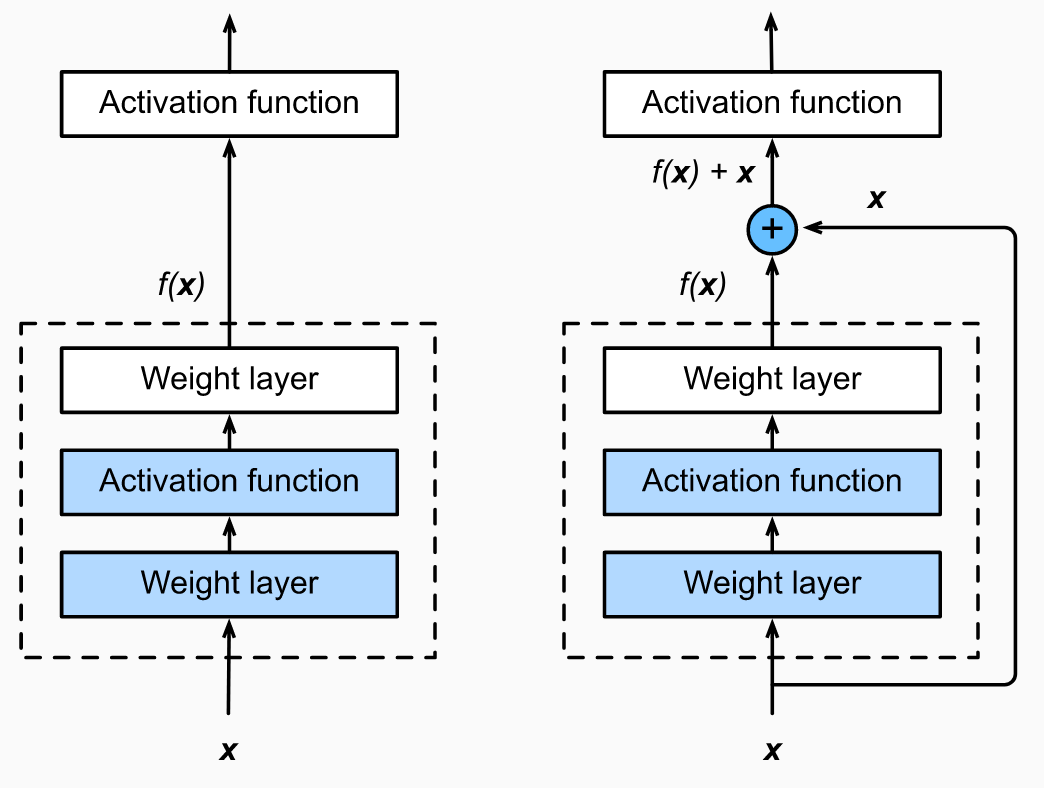 Activation function
f(x)
Weight layer
Activation function
Weight layer
x
Activation function
f(x) + x
x
+
f(x)
Weight layer
Activation function
Weight layer
x